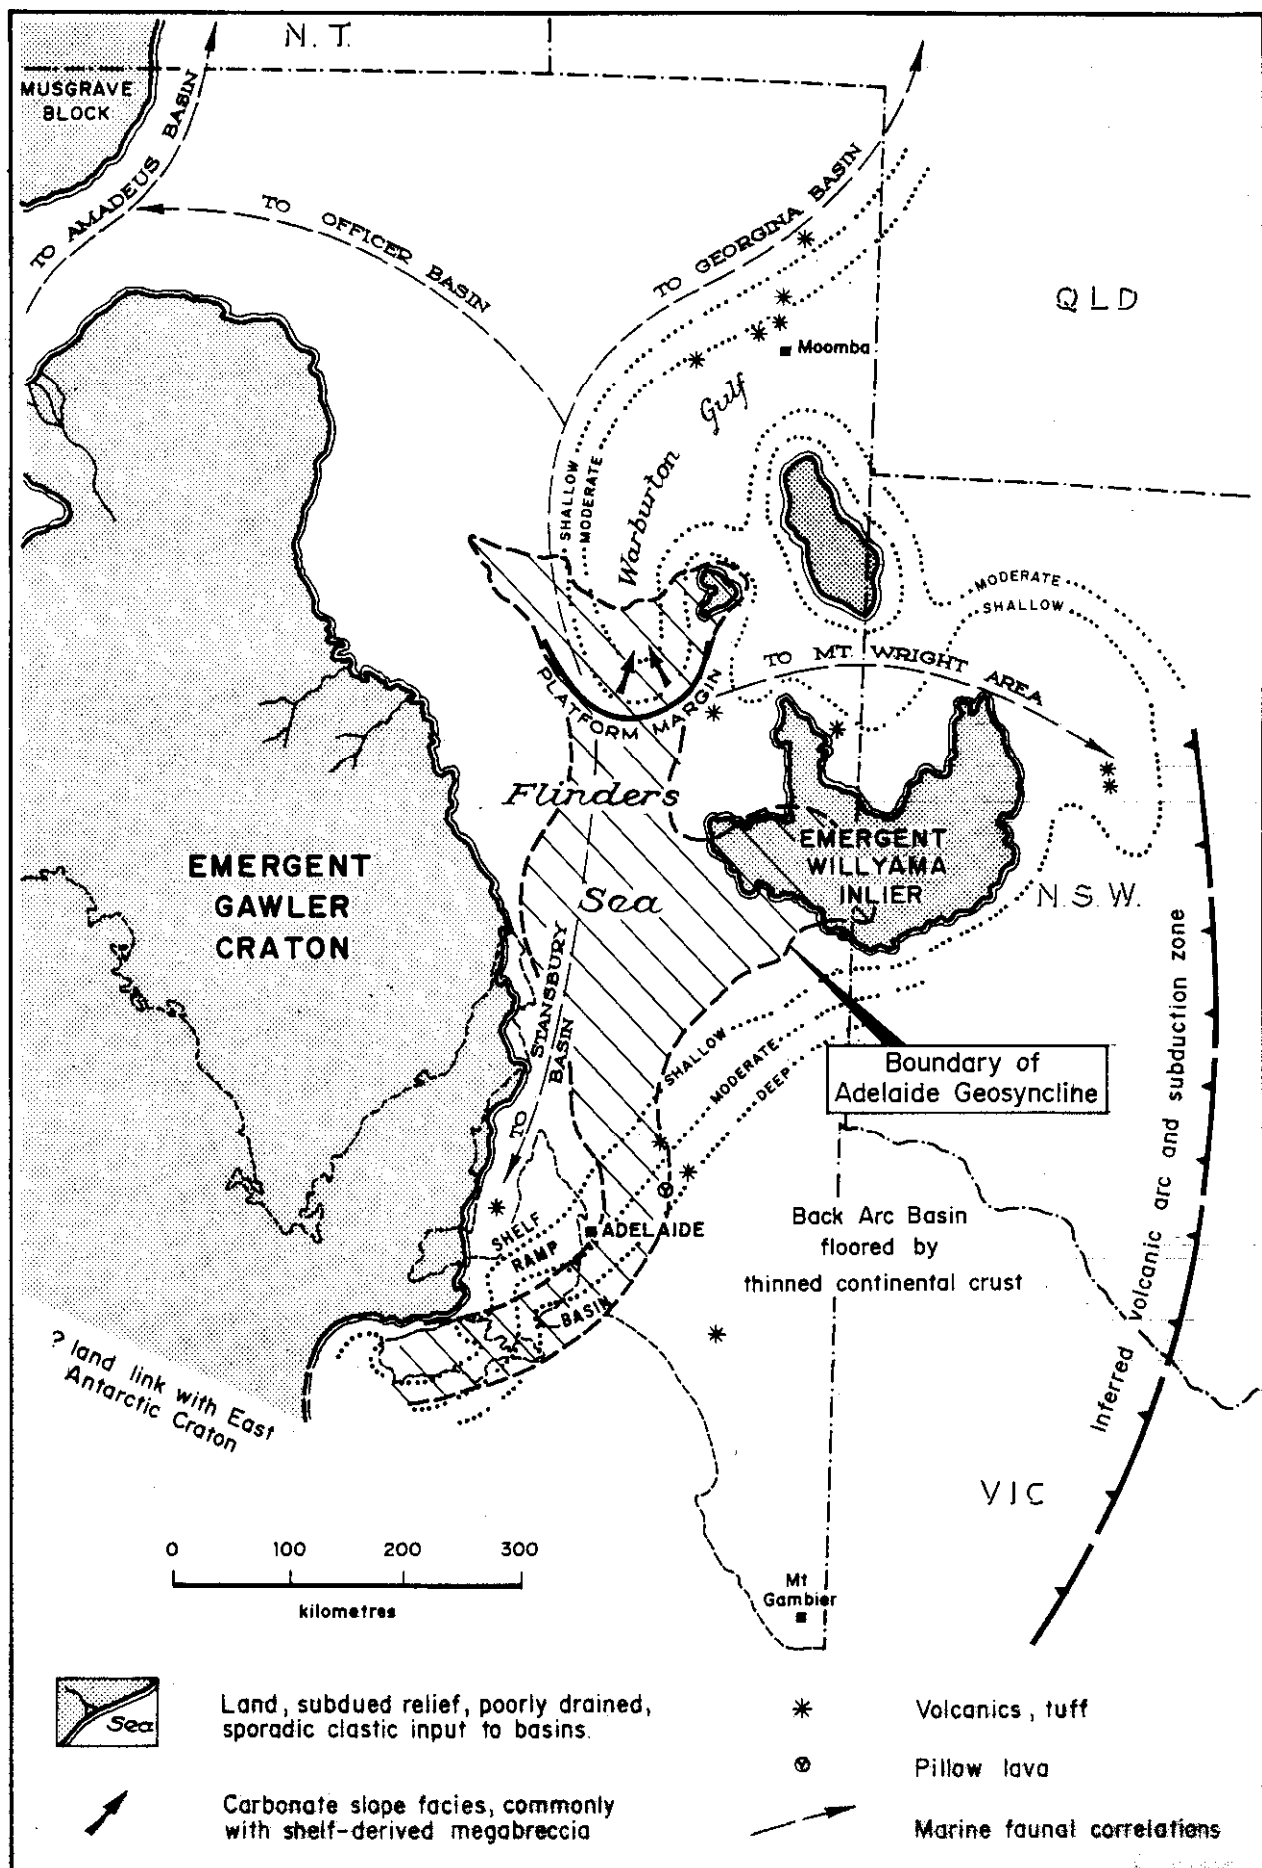 N.T.
MUSGRAVE
BLOCK
TO AMADEUS BASIN
TO OFFICER BASIN
TO GEORGINA BASIN
QLD
Moomba
Warburton Gulf
SHALLOW
MODERATE
MODERATE
SHALLOW
TO MT WRIGHT AREA
PLATFORM MARGIN
Flinders
Sea
EMERGENT
GAWLER
CRATON
EMERGENT
WILLYAMA
INLIER
N.S.W.
TO STANSBURY
BASIN
SHALLOW
MODERATE
DEEP
Boundary of
Adelaide Geosyncline
Inferred volcanic arc and subduction zone
SHELF
RAMP
BASIN
ADELAIDE
Back Arc Basin
floored by
thinned continental crust
? land link with East
Antarctic Craton
VIC
0 100 200 300
kilometres
Mt
Gambier
Sea
Land, subdued relief, poorly drained,
sporadic clastic input to basins.
Carbonate slope facies, commonly
with shelf-derived megabreccia
Volcanics, tuff
Pillow lava
Marine faunal correlations